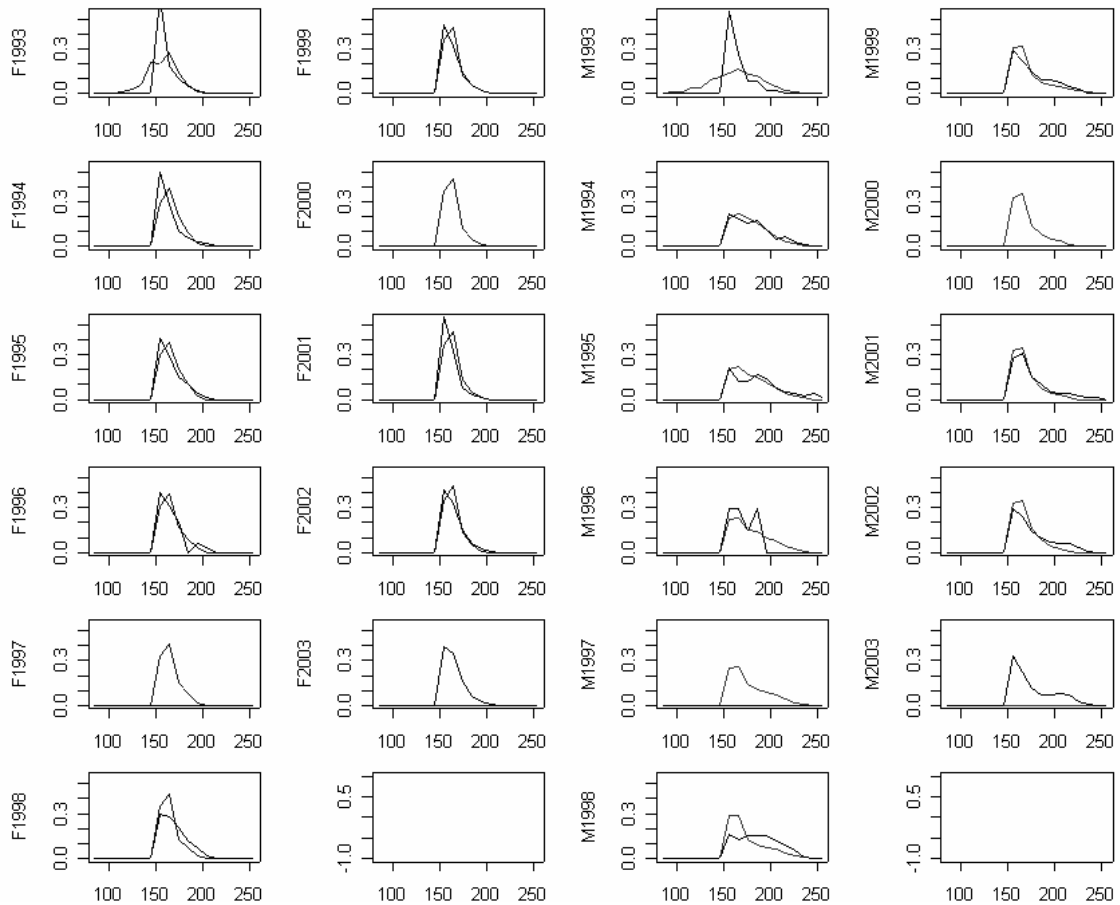 F1993 0.0 0.3 100 150 200 250
F1999 0.0 0.3 100 150 200 250
M1993 0.0 0.3 100 150 200 250
M1999 0.0 0.3 100 150 200 250
F1994 0.0 0.3 100 150 200 250
F2000 0.0 0.3 100 150 200 250
M1994 0.0 0.3 100 150 200 250
M2000 0.0 0.3 100 150 200 250
F1995 0.0 0.3 100 150 200 250
F2001 0.0 0.3 100 150 200 250
M1995 0.0 0.3 100 150 200 250
M2001 0.0 0.3 100 150 200 250
F1996 0.0 0.3 100 150 200 250
F2002 0.0 0.3 100 150 200 250
M1996 0.0 0.3 100 150 200 250
M2002 0.0 0.3 100 150 200 250
F1997 0.0 0.3 100 150 200 250
F2003 0.0 0.3 100 150 200 250
M1997 0.0 0.3 100 150 200 250
M2003 0.0 0.3 100 150 200 250
F1998 0.0 0.3 100 150 200 250
-1.0 0.5 100 150 200 250
M1998 0.0 0.3 100 150 200 250
-1.0 0.5 100 150 200 250